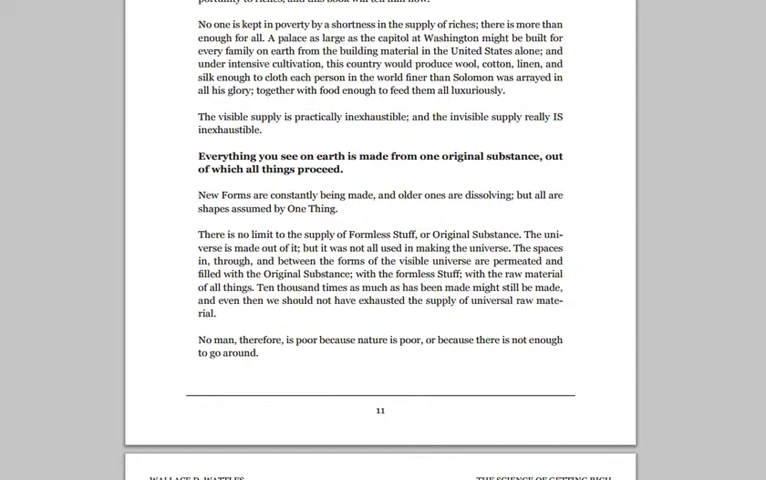 No one is kept in poverty by a shortness in the supply of riches; there is more than
enough for all. A palace as large as the capitol at Washington might be built for
every family on earth from the building material in the United States alone; and
under intensive cultivation, this country would produce wool, cotton, linen, and
silk enough to cloth each person in the world finer than Solomon was arrayed in
all his glory; together with food enough to feed them all luxuriously.
The visible supply is practically inexhaustible; and the invisible supply really IS
inexhaustible.
Everything you see on earth is made from one original substance, out
of which all things proceed.
New Forms are constantly being made, and older ones are dissolving; but all are
shapes assumed by One Thing.
There is no limit to the supply of Formless Stuff, or Original Substance. The uni-
verse is made out of it; but it was not all used in making the universe. The spaces
in, through, and between the forms of the visible universe are permeated and
filled with the Original Substance; with the formless Stuff; with the raw material
of all things. Ten thousand times as much as has been made might still be made,
and even then we should not have exhausted the supply of universal raw mate-
rial.
No man, therefore, is poor because nature is poor, or because there is not enough
to go around.
11
WALLACE D. WATTLES THE SCIENCE OF GETTING RICH